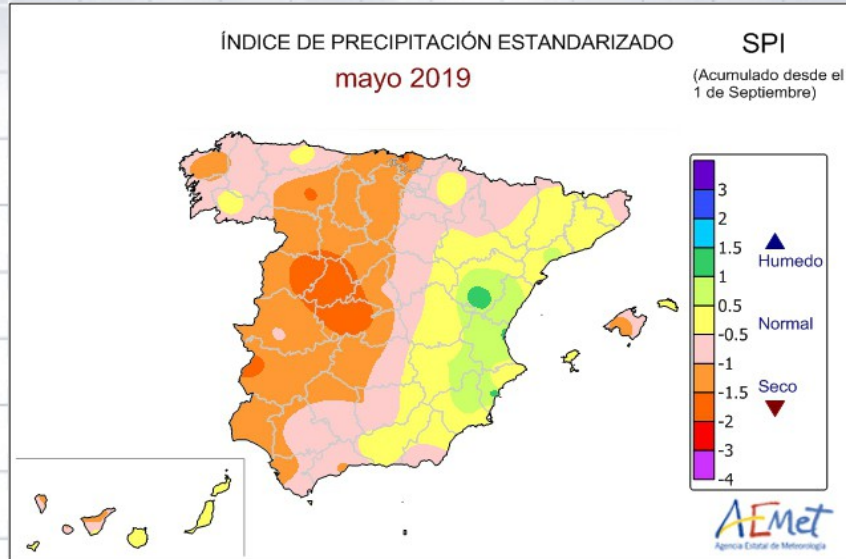 ÍNDICE DE PRECIPITACIÓN ESTANDARIZADO
mayo 2019
SPI
(Acumulado desde el
1 de Septiembre)
3
2
1.5
1
0.5
-0.5
-1
-1.5
-2
-3
-4
Humedo
Normal
Seco
AEMet
Agencia Estatal de Meteorología